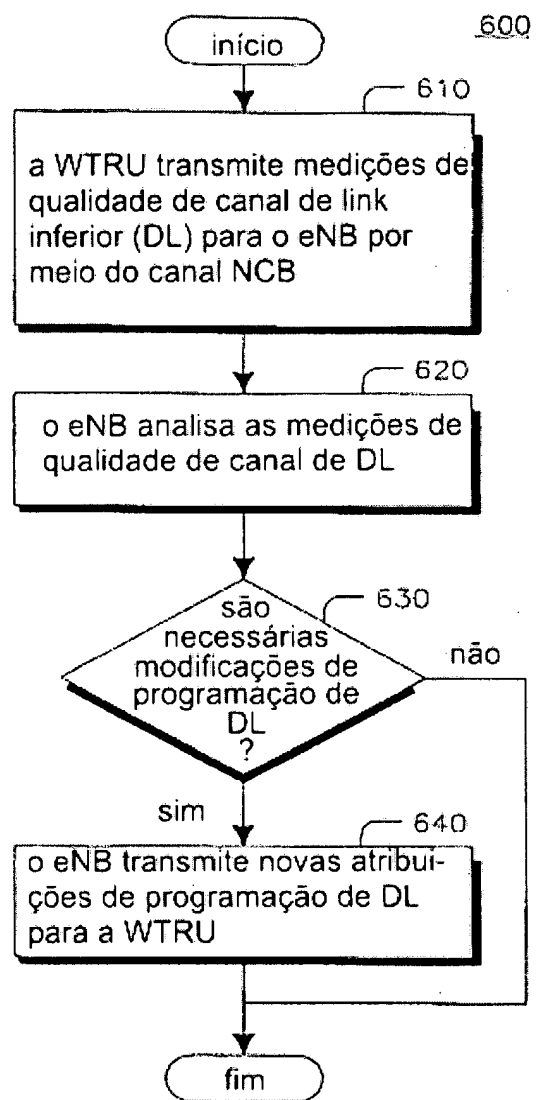 600
início
610
a WTRU transmite medições de
qualidade de canal de link
inferior (DL) para o eNB por
meio do canal NCB
620
o eNB analisa as medições de
qualidade de canal de DL
630
são
necessárias
modificações de
programação de
DL
?
não
sim
640
o eNB transmite novas atribui-
ções de programação de DL
para a WTRU
fim